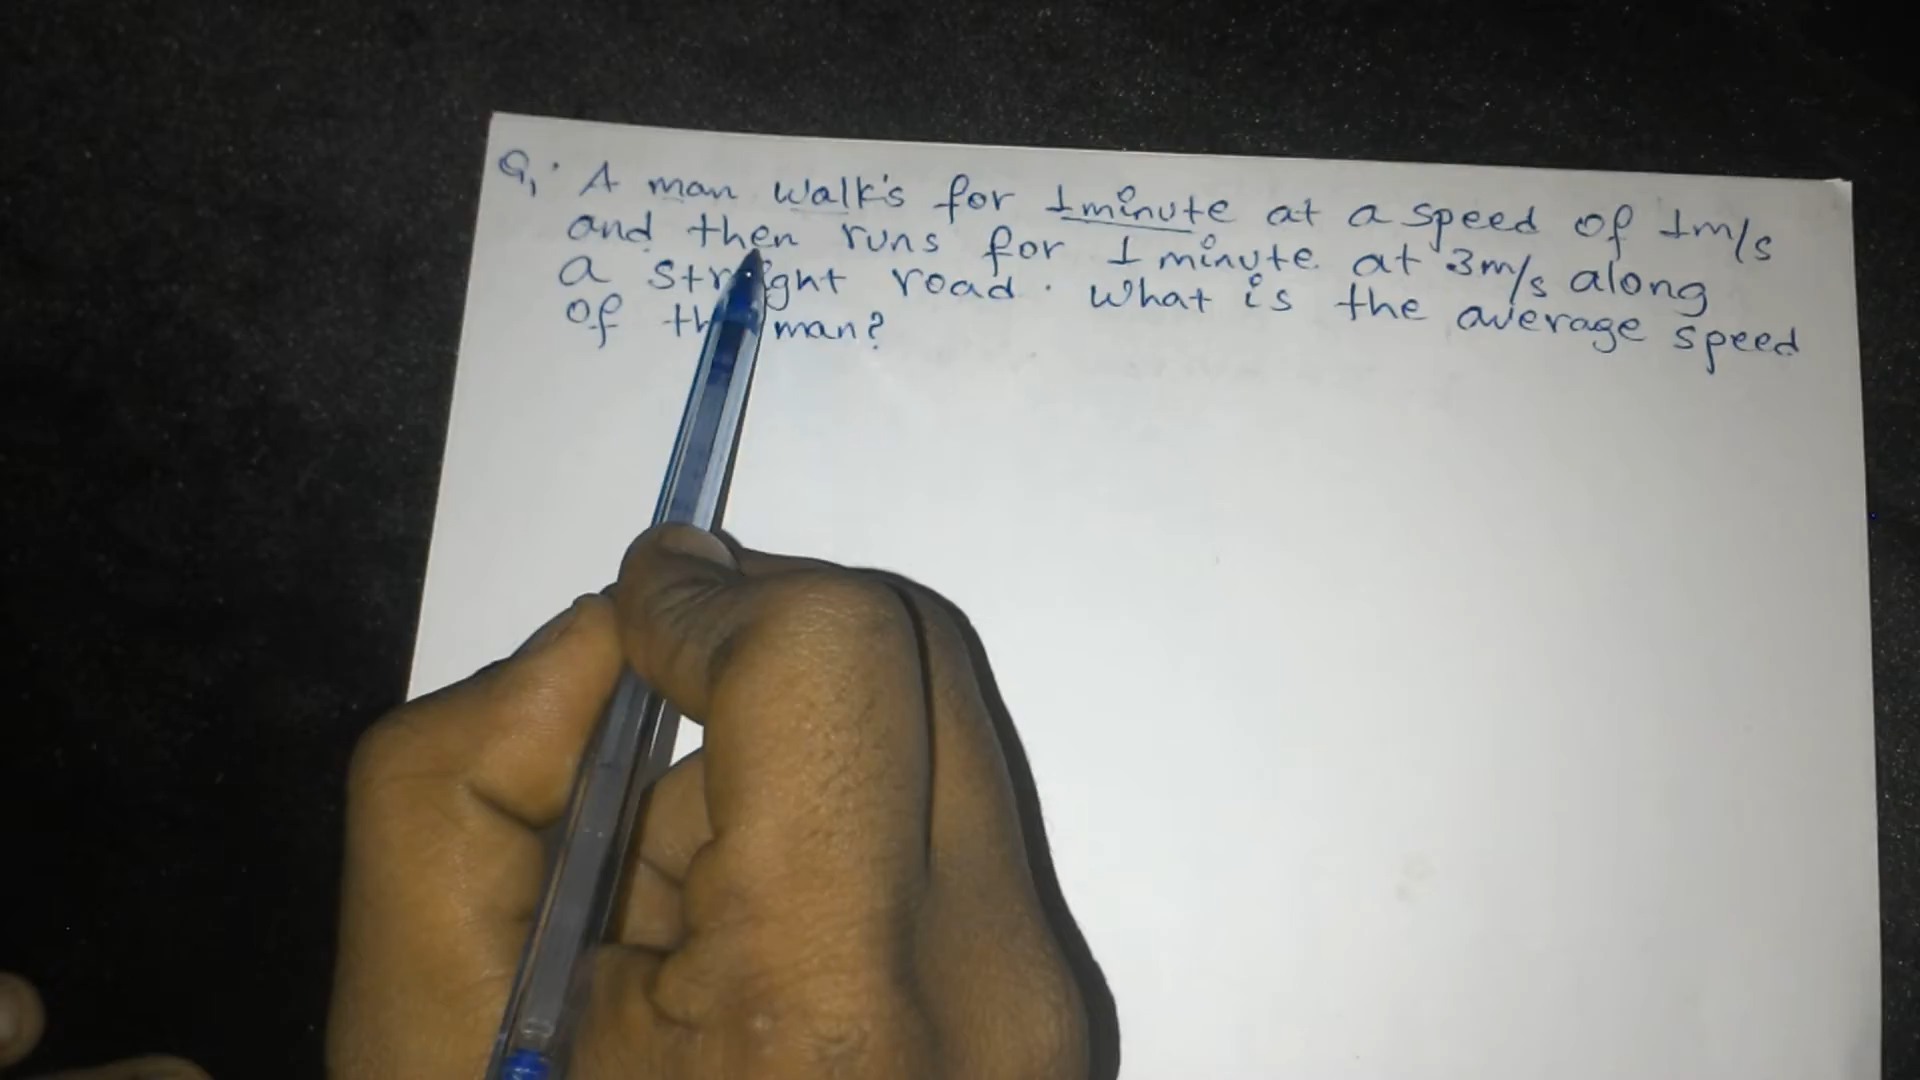 Q1. A man walk's for 1minute at a speed of 1m/s
and then runs for 1 minute at 3m/s along
a road. What is the average speed
of man?